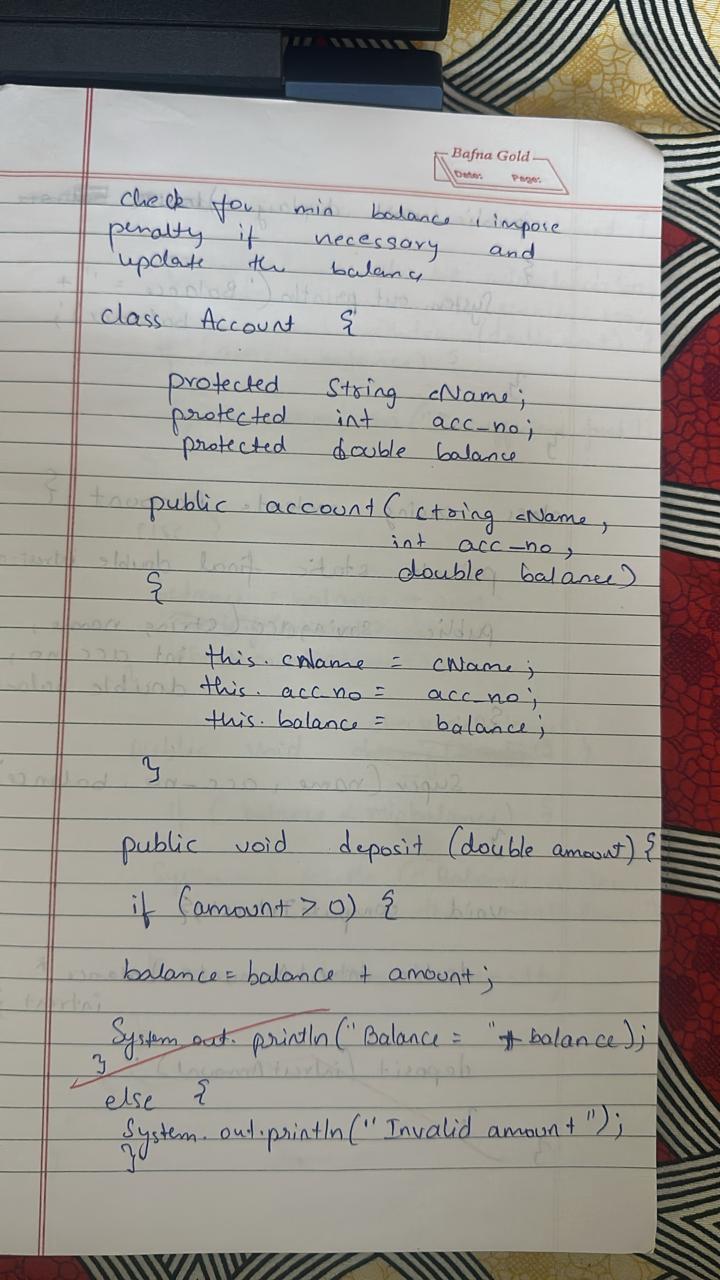 Bafna Gold
Date: Page:
check for min balance, impose
penalty if necessary and
update the balance
class Account {
protected String cName;
protected int acc_no;
protected double balance
public account( ctring cName,
int acc_no,
double balance)
{
this. cName = cName;
this. acc_no = acc_no;
this. balance = balance;
}
public void deposit (double amount) {
if (amount > 0) {
balance = balance + amount;
System. out. println(" Balance = " + balance);
}
else {
System. out. println(" Invalid amount ");
}